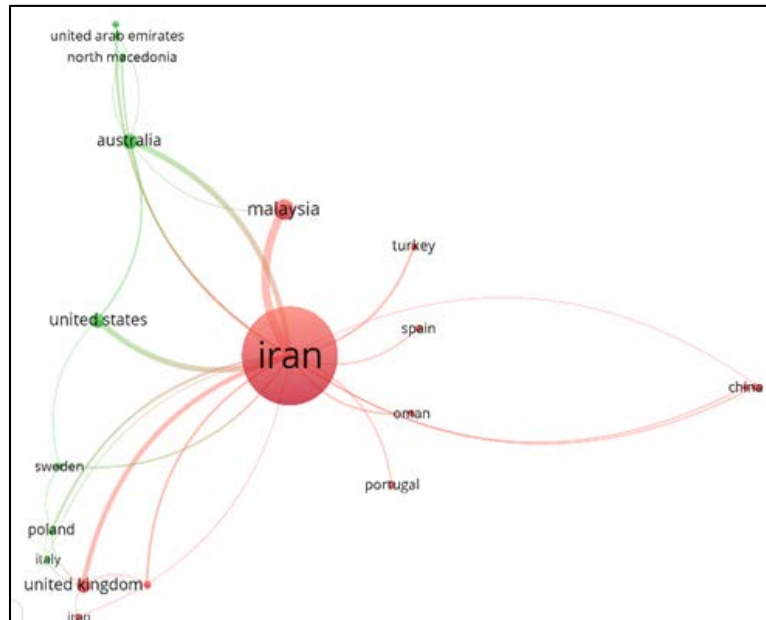 united arab emirates
north macedonia
australia
malaysia
turkey
united states
spain
iran
china
oman
sweden
portugal
poland
italy
united kingdom
iran